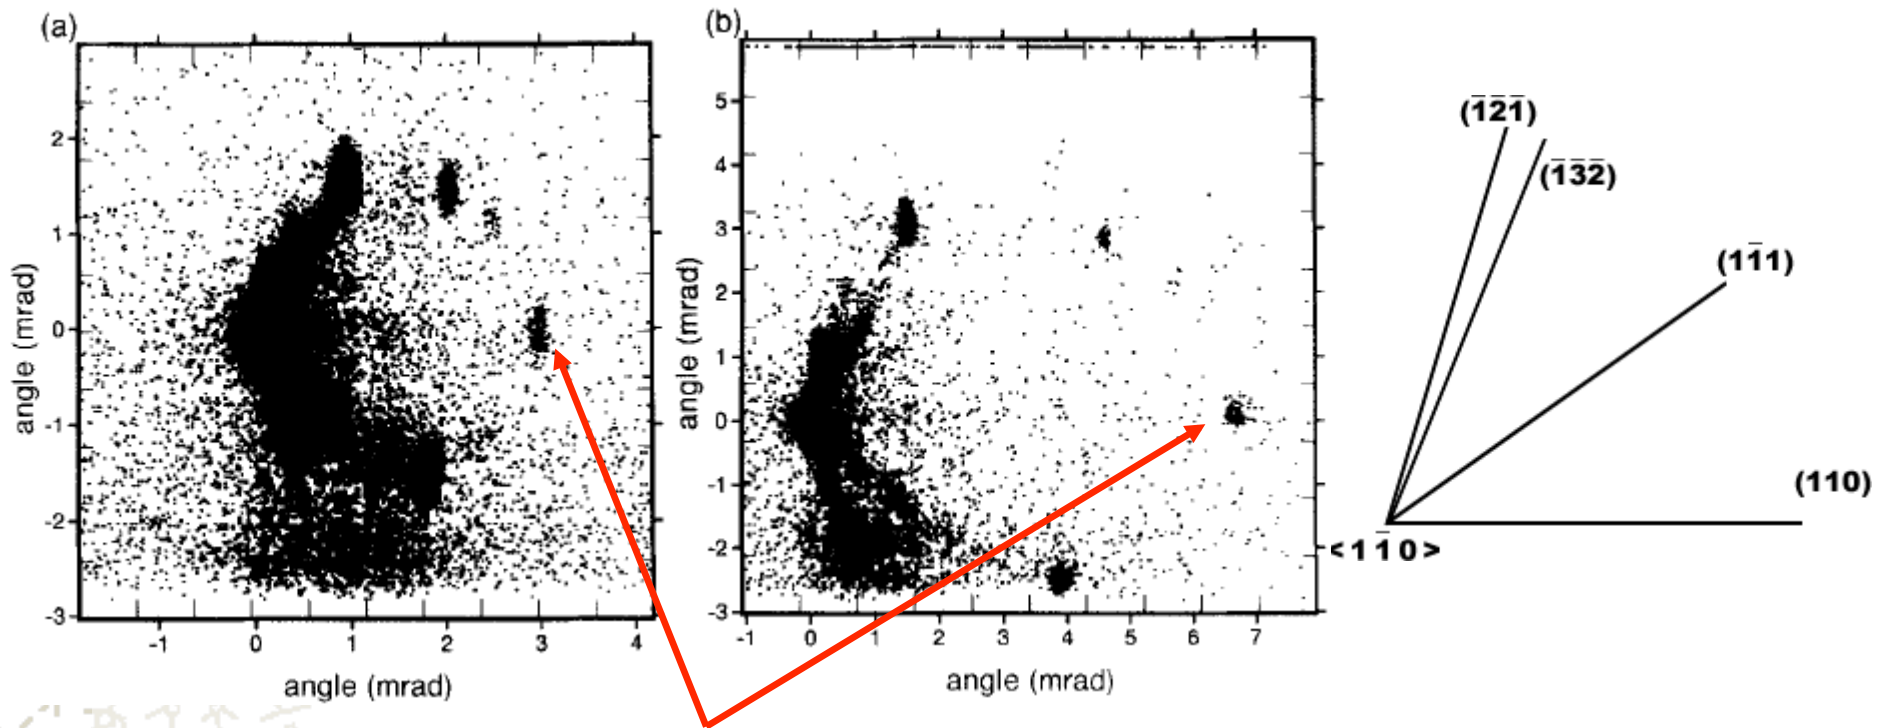 (a)
2
1
0
-1
-2
-3
angle (mrad)
-1 0 1 2 3 4
angle (mrad)
(b)
5
4
3
2
1
0
-1
-2
-3
angle (mrad)
-1 0 1 2 3 4 5 6 7
angle (mrad)
(1̅2̅1̅)
(1̅3̅2̅)
(11̅1)
(110)
<11̅0>